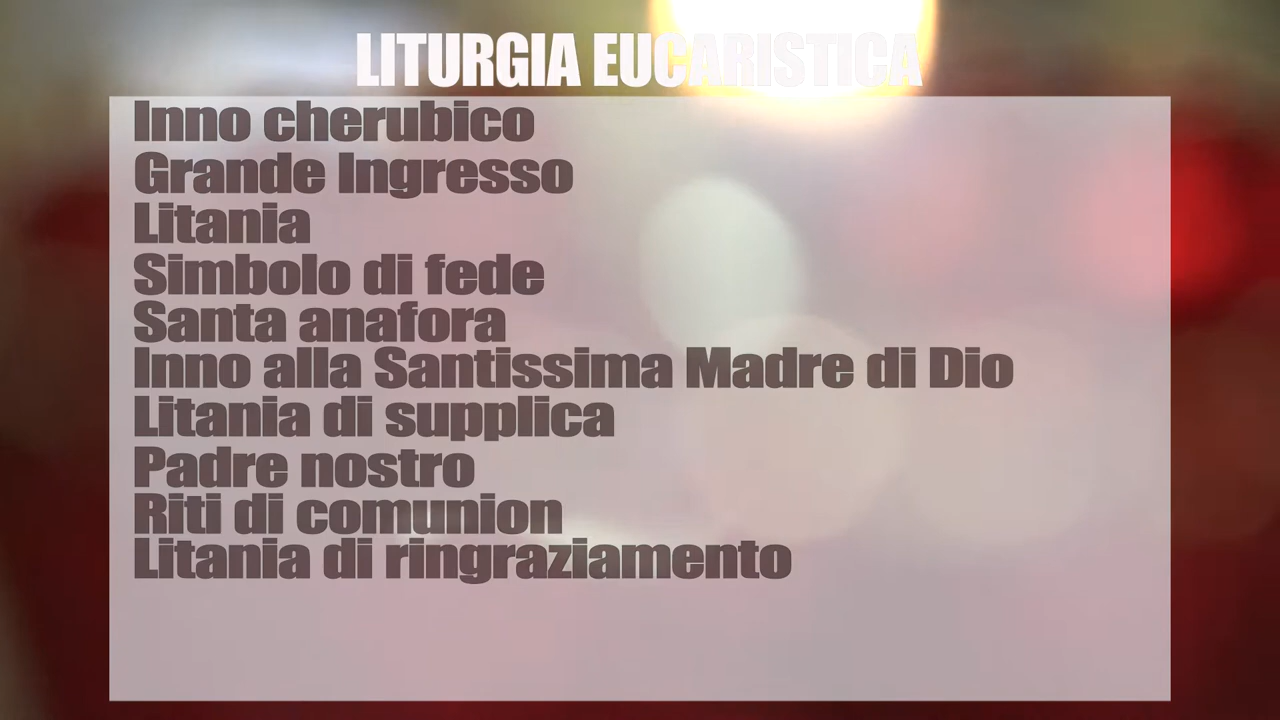 LITURGIA EUCARISTICA
Inno cherubico
Grande Ingresso
Litania
Simbolo di fede
Santa anafora
Inno alla Santissima Madre di Dio
Litania di supplica
Padre nostro
Riti di comunion
Litania di ringraziamento